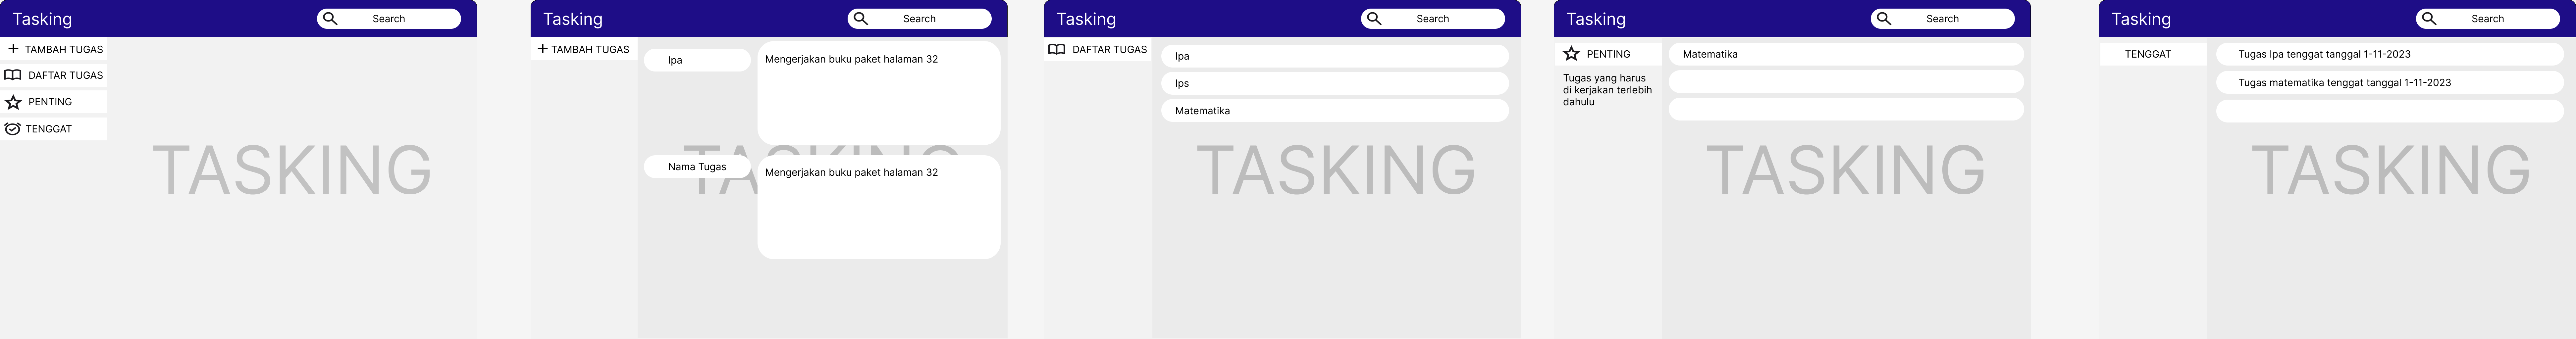 Tasking
Search
TAMBAH TUGAS
DAFTAR TUGAS
PENTING
TENGGAT
TASKING
Tasking
Search
TAMBAH TUGAS
Ipa
Mengerjakan buku paket halaman 32
Nama Tugas
Mengerjakan buku paket halaman 32
TASKING
Tasking
Search
DAFTAR TUGAS
Ipa
Ips
Matematika
TASKING
Tasking
Search
PENTING
Tugas yang harus
di kerjakan terlebih
dahulu
Matematika
TASKING
Tasking
Search
TENGGAT
Tugas Ipa tenggat tanggal 1-11-2023
Tugas matematika tenggat tanggal 1-11-2023
TASKING